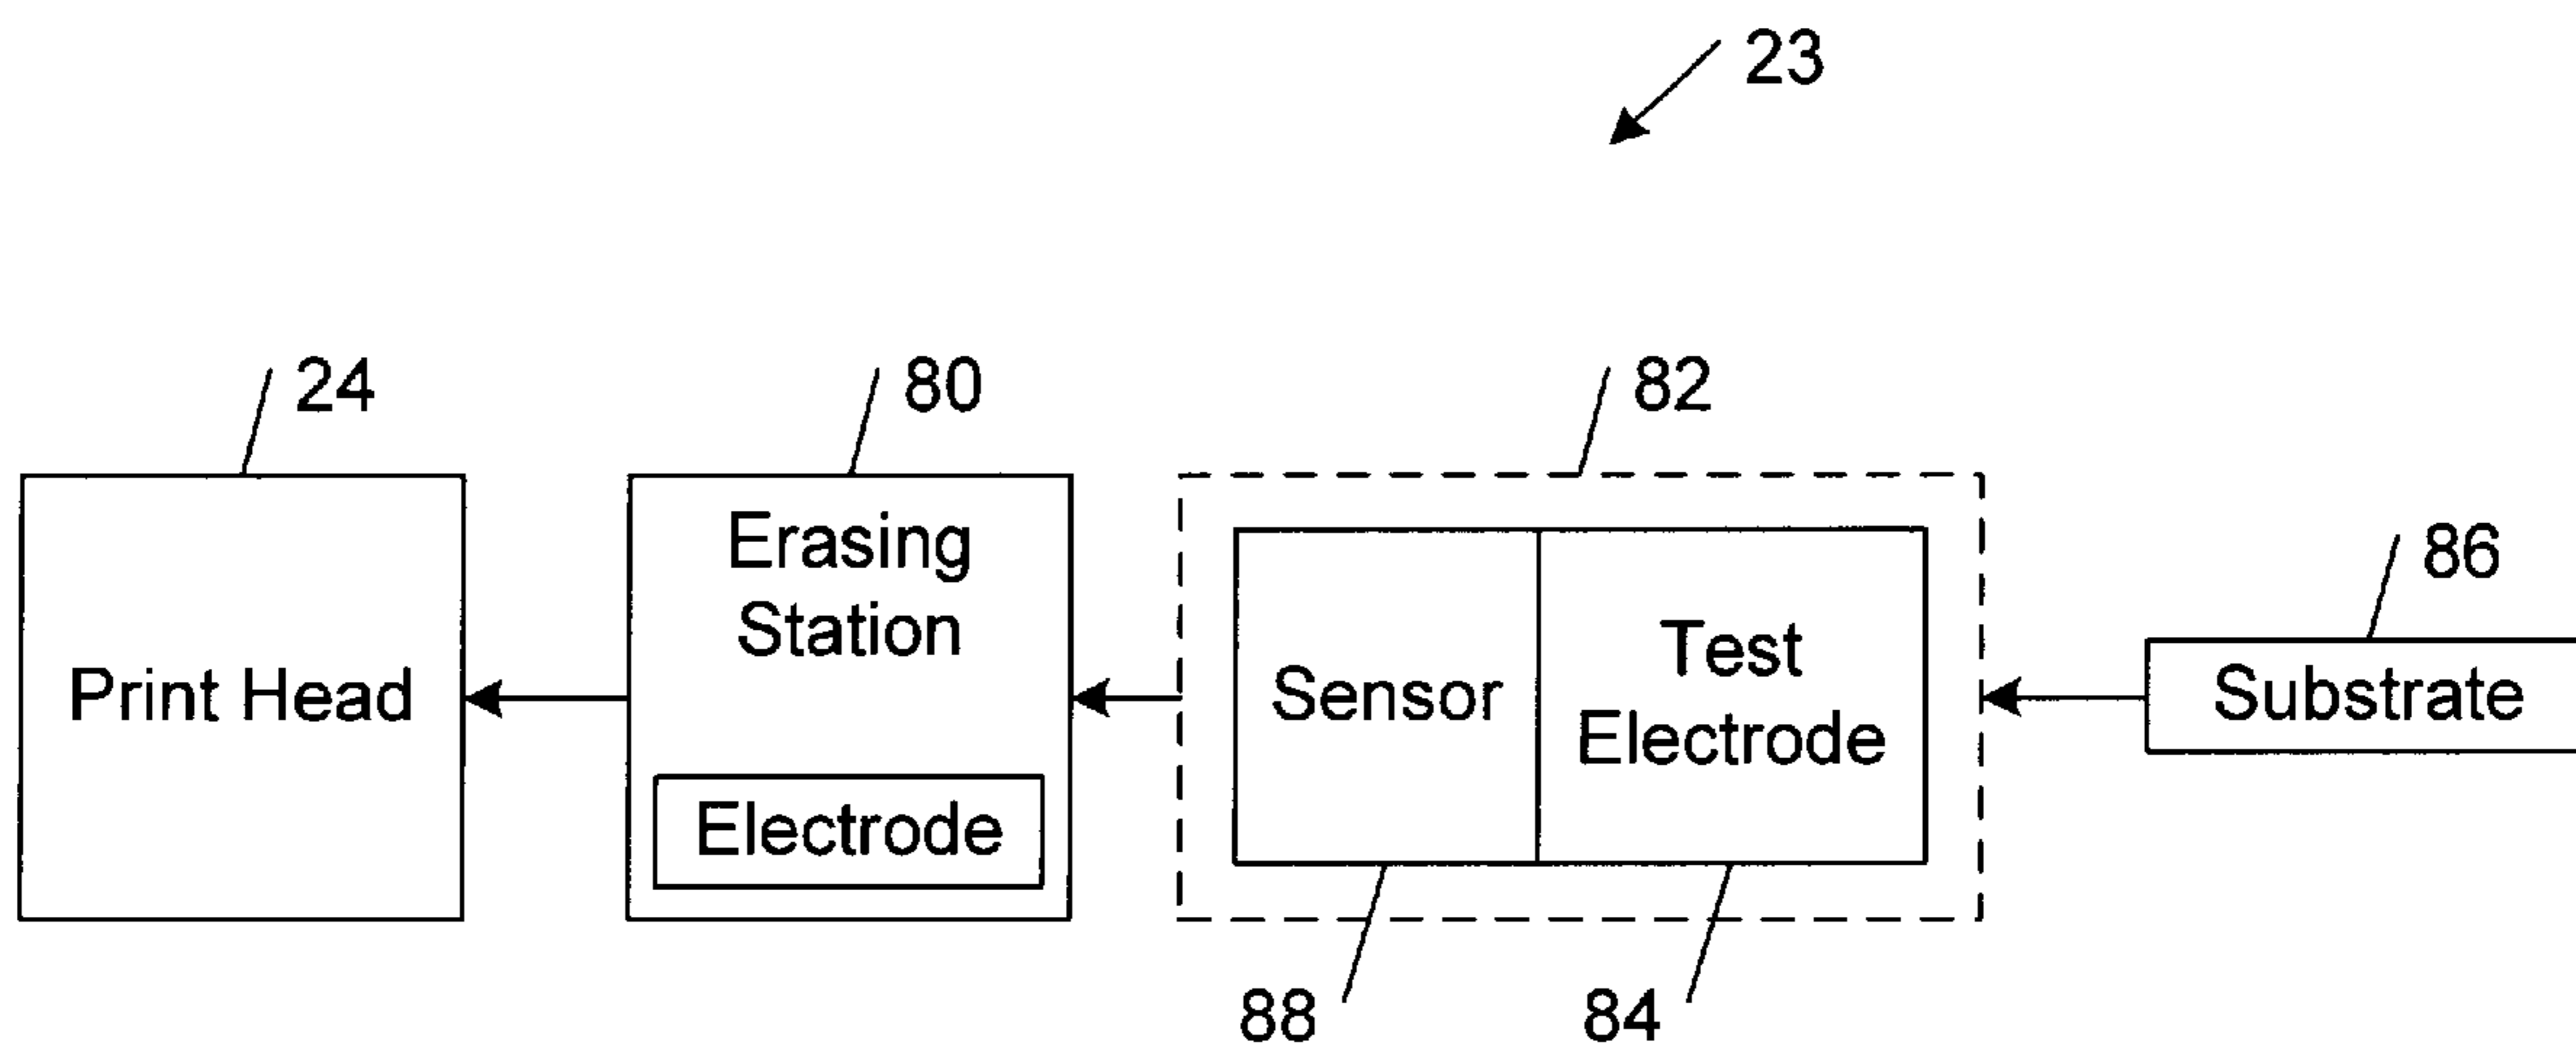 23
24
80
82
86
Print Head
Erasing
Station
Electrode
Sensor
Test
Electrode
Substrate
88
84